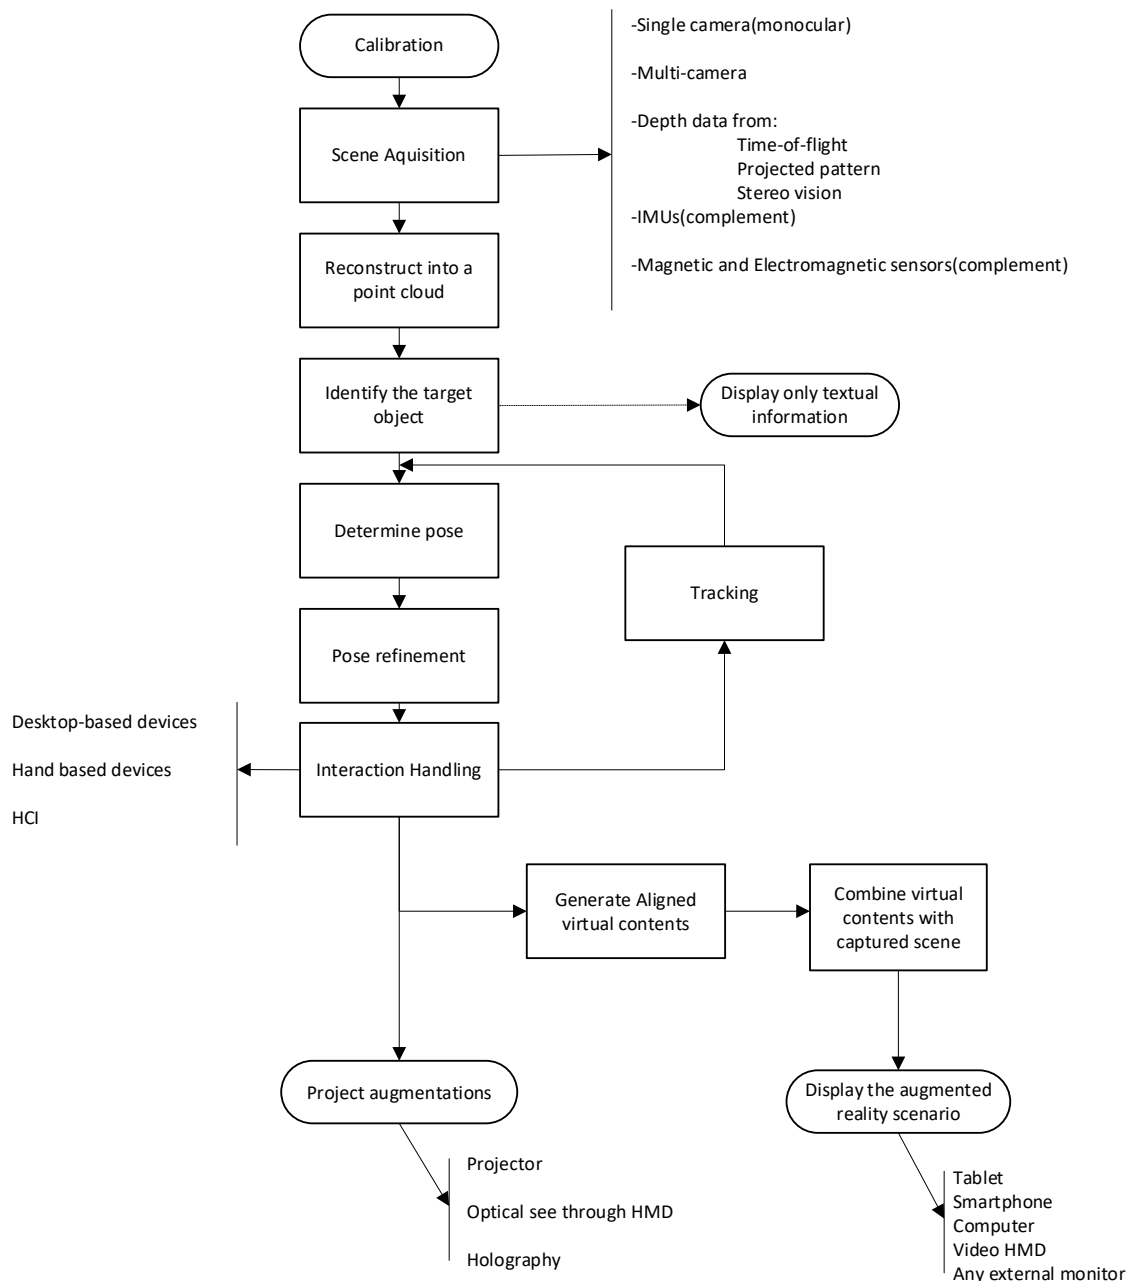 Calibration
-Single camera(monocular)
-Multi-camera
-Depth data from:
Time-of-flight
Projected pattern
Stereo vision
-IMUs(complement)
-Magnetic and Electromagnetic sensors(complement)
Scene Aquisition
Reconstruct into a
point cloud
Identify the target
object
Display only textual
information
Determine pose
Tracking
Pose refinement
Desktop-based devices
Hand based devices
HCI
Interaction Handling
Generate Aligned
virtual contents
Combine virtual
contents with
captured scene
Project augmentations
Display the augmented
reality scenario
Projector
Optical see through HMD
Holography
Tablet
Smartphone
Computer
Video HMD
Any external monitor